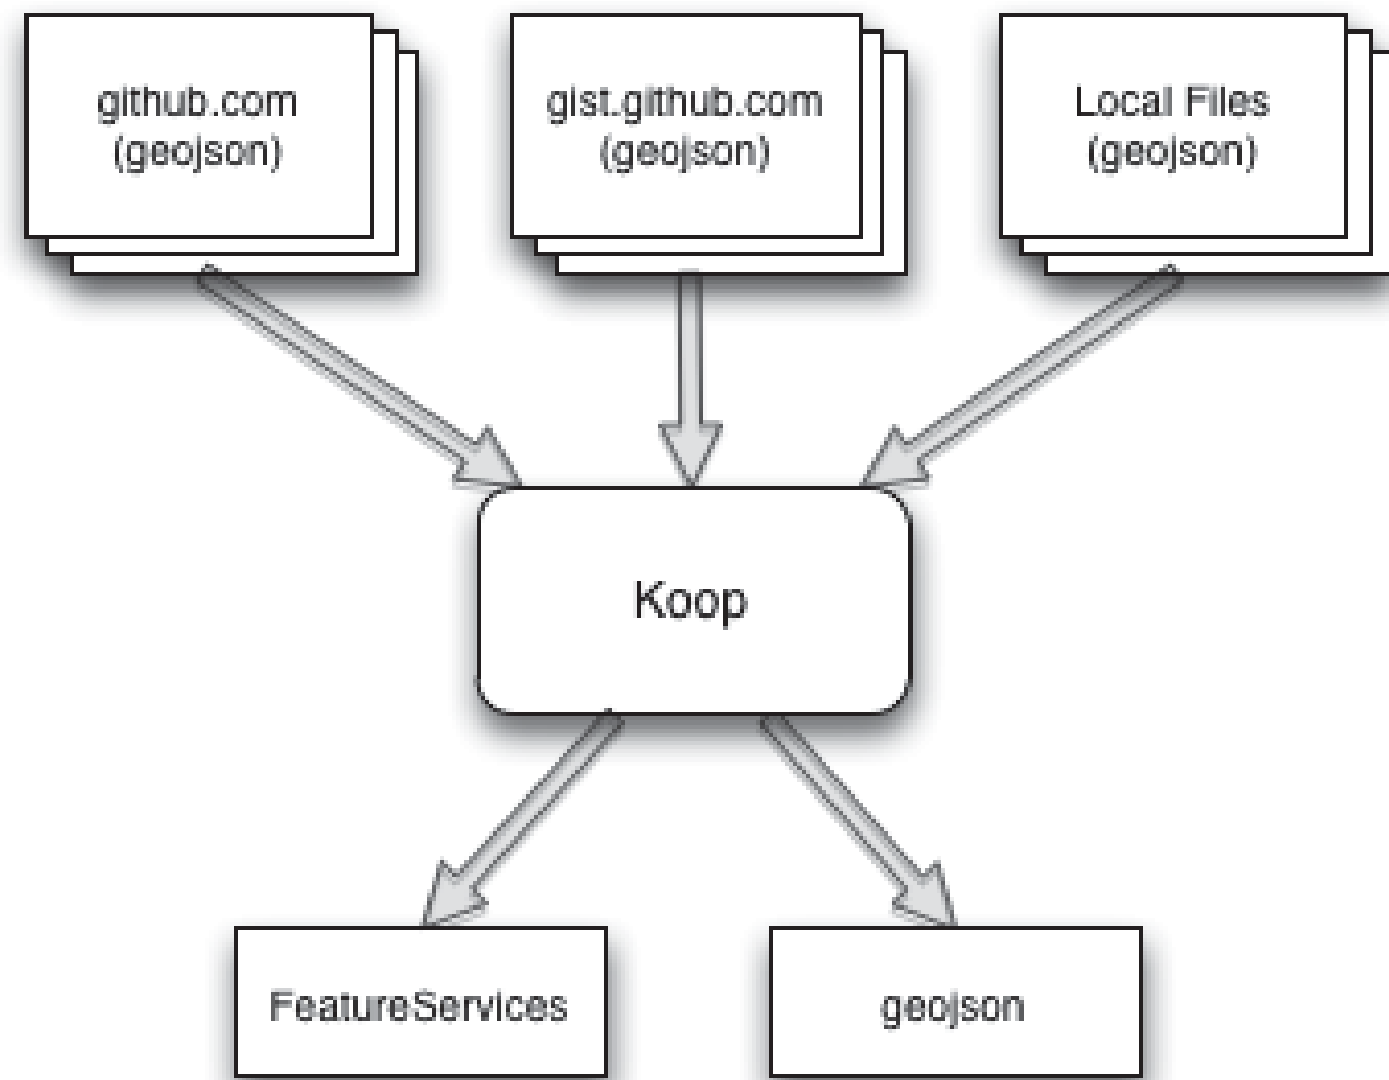 github.com
(geojson)
gist.github.com
(geojson)
Local Files
(geojson)
Koop
FeatureServices
geojson